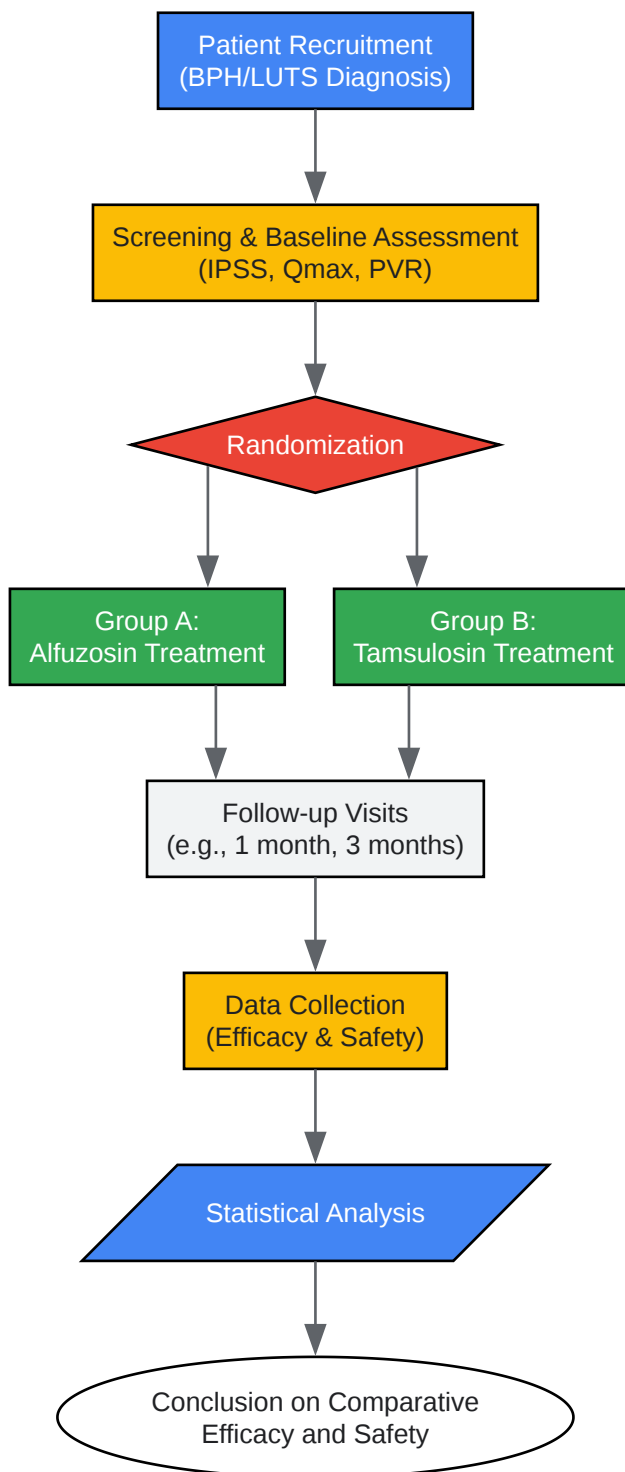 Patient Recruitment
(BPH/LUTS Diagnosis)
Screening & Baseline Assessment
(IPSS, Qmax, PVR)
Randomization
Group A:
Alfuzosin Treatment
Group B:
Tamsulosin Treatment
Follow-up Visits
(e.g., 1 month, 3 months)
Data Collection
(Efficacy & Safety)
Statistical Analysis
Conclusion on Comparative
Efficacy and Safety